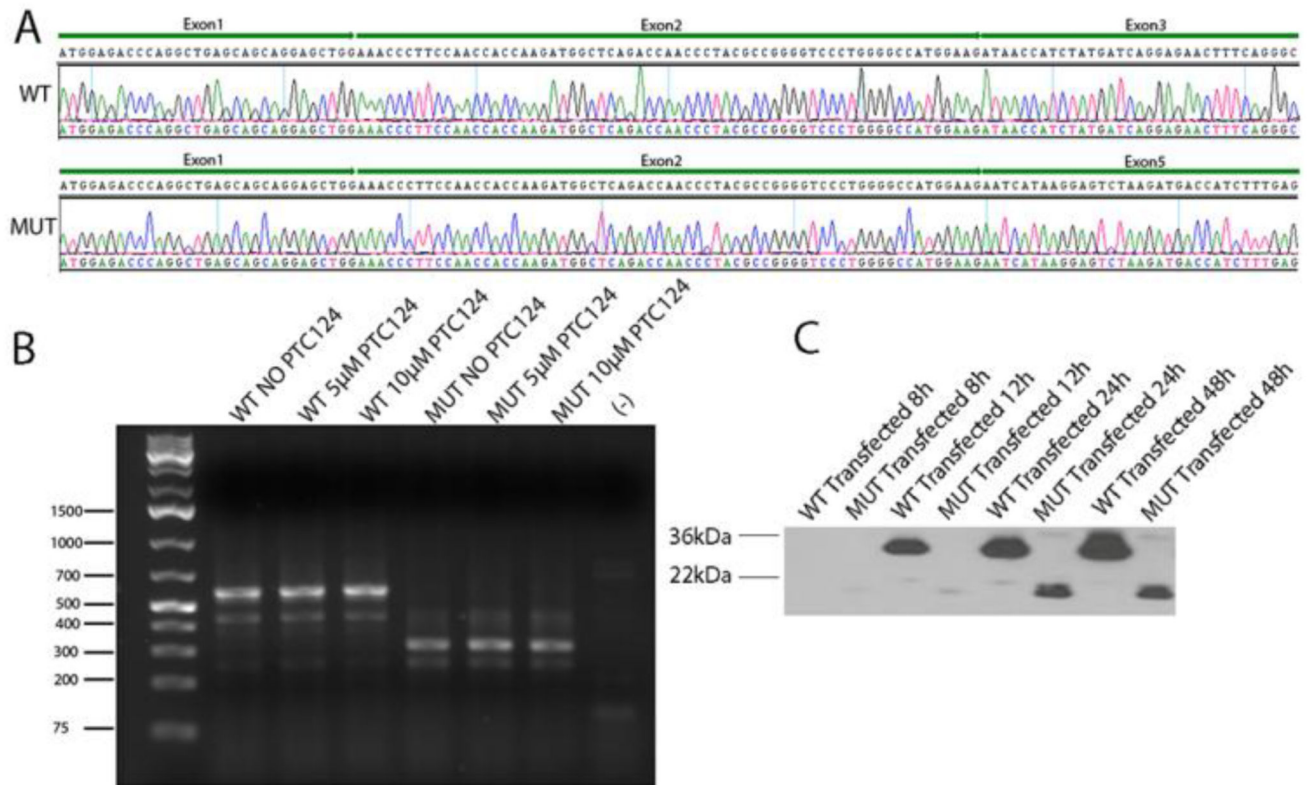 A
Exon1 Exon2 Exon3
ATGGAGACCCAGGCTGAGCAGCAGGAGCTGGAAACCCTTCCAACCACCAAGATGGCTCAGACCAACCCTACGCCGGGGTCCCTGGGGCCATGGAAGATAACCATCTATGATCAGGAGAACTTTCAGGGC
WT
ATGGAGACCCAGGCTGAGCAGCAGGAGCTGGAAACCCTTCCAACCACCAAGATGGCTCAGACCAACCCTACGCCGGGGTCCCTGGGGCCATGGAAGATAACCATCTATGATCAGGAGAACTTTCAGGGC
Exon1 Exon2 Exon5
ATGGAGACCCAGGCTGAGCAGCAGGAGCTGGAAACCCTTCCAACCACCAAGATGGCTCAGACCAACCCTACGCCGGGGTCCCTGGGGCCATGGAAGAATCATAAGGAGTCTAAGATGACCATCTTTGAG
MUT
ATGGAGACCCAGGCTGAGCAGCAGGAGCTGGAAACCCTTCCAACCACCAAGATGGCTCAGACCAACCCTACGCCGGGGTCCCTGGGGCCATGGAAGAATCATAAGGAGTCTAAGATGACCATCTTTGAG
B
WT NO PTC124
WT 5µM PTC124
WT 10µM PTC124
MUT NO PTC124
MUT 5µM PTC124
MUT 10µM PTC124
(-)
1500
1000
700
500
400
300
200
75
C
WT Transfected 8h
MUT Transfected 8h
WT Transfected 12h
MUT Transfected 12h
WT Transfected 24h
MUT Transfected 24h
WT Transfected 48h
MUT Transfected 48h
36kDa
22kDa